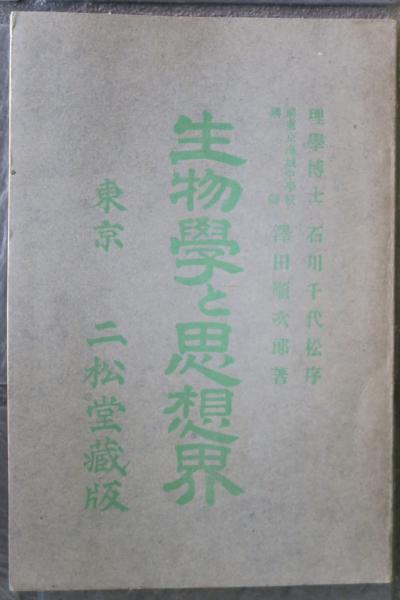 理學博士 石川千代松序
澤田順次郎著
生物學と思想界
東京 二松堂藏版